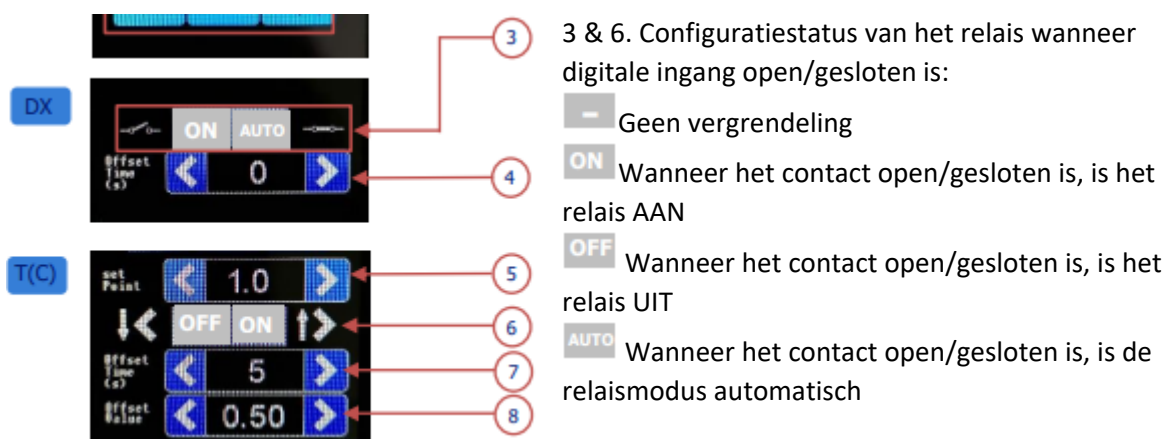 3
3 & 6. Configuratiestatus van het relais wanneer
digitale ingang open/gesloten is:
– Geen vergrendeling
ON Wanneer het contact open/gesloten is, is het
relais AAN
OFF Wanneer het contact open/gesloten is, is het
relais UIT
AUTO Wanneer het contact open/gesloten is, is de
relaismodus automatisch
DX
ON AUTO
Offset
Time
(s)
0
4
T(C)
set
Point
1.0
5
OFF ON
6
Offset
Time
(s)
5
7
Offset
Value
0.50
8